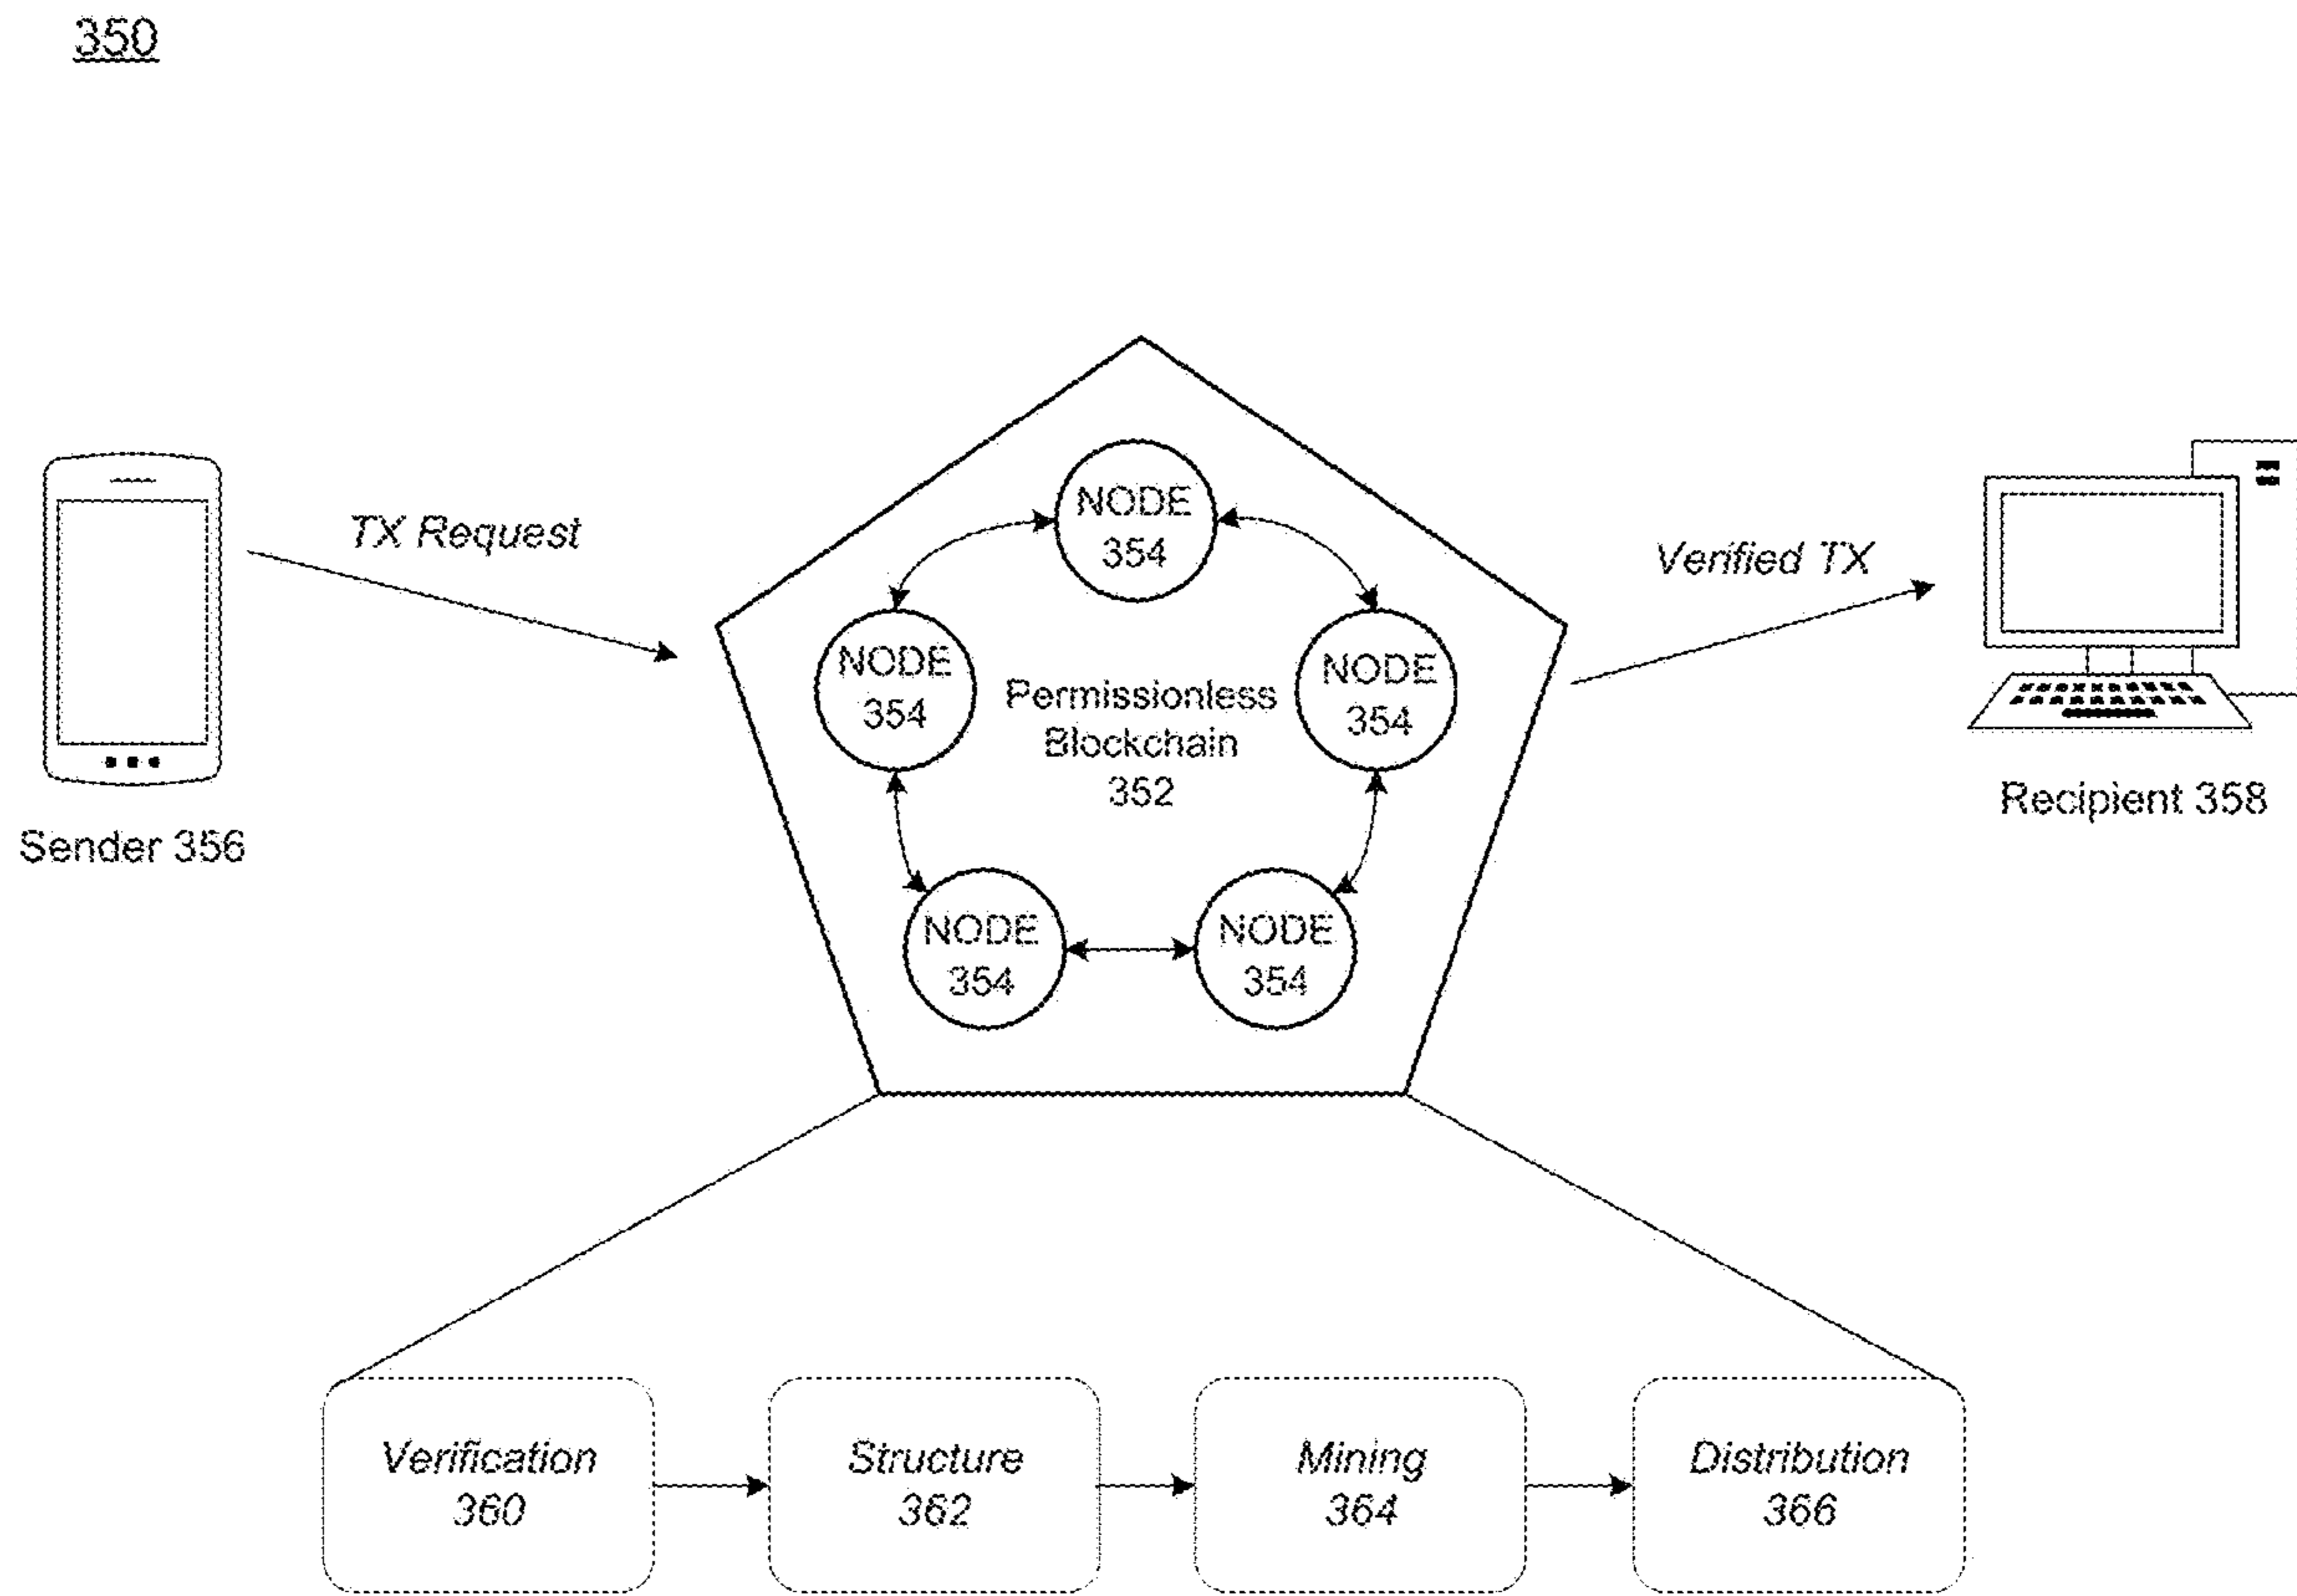 350
TX Request
Verified TX
NODE
354
NODE
354
NODE
354
Permissionless
Blockchain
352
NODE
354
NODE
354
Sender 356
Recipient 358
Verification
360
Structure
362
Mining
364
Distribution
366